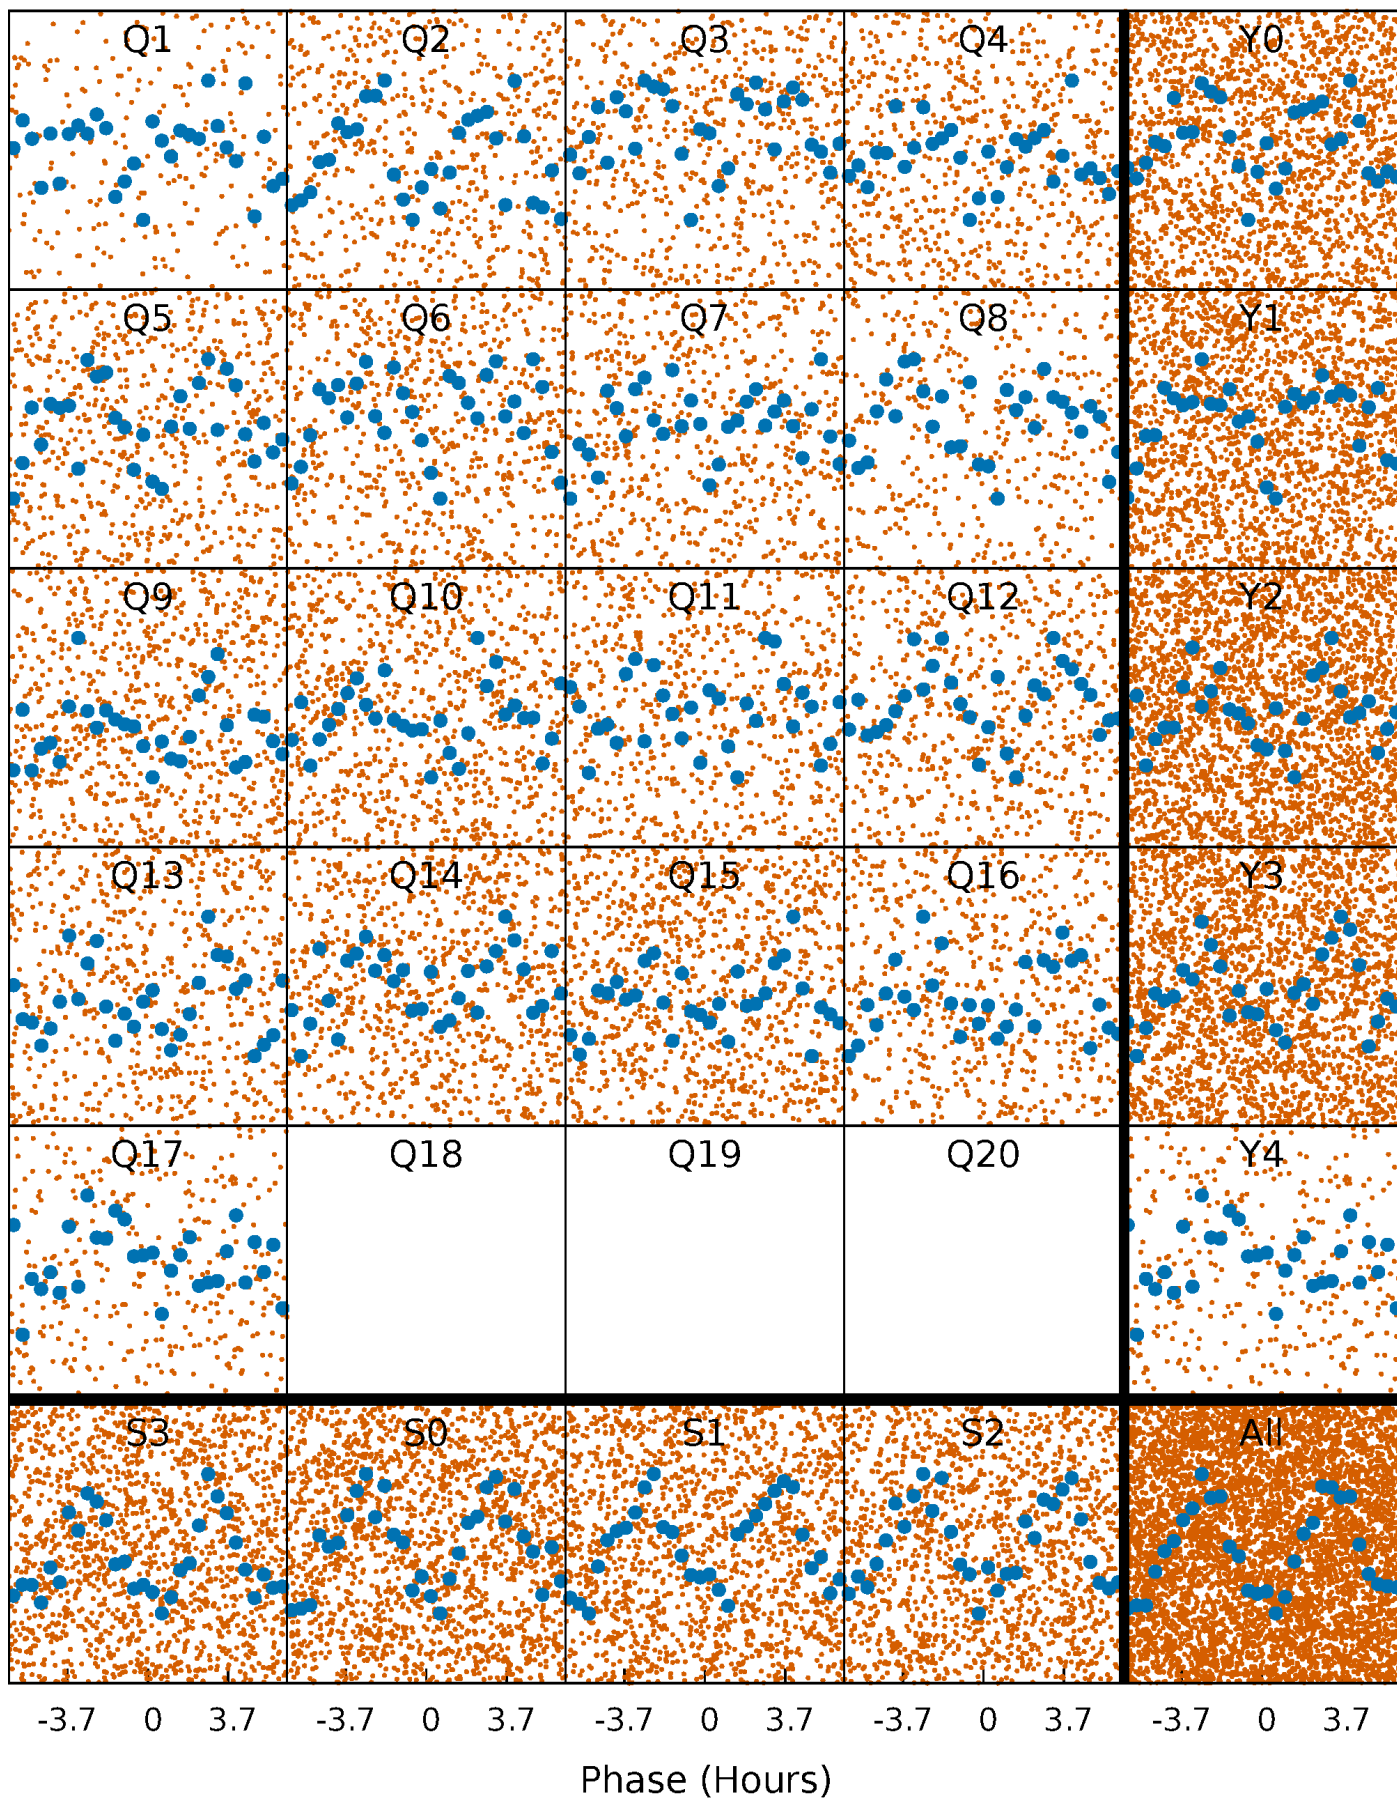 Q1 Q2 Q3 Q4 Y0
Q5 Q6 Q7 Q8 Y1
Q9 Q10 Q11 Q12 Y2
Q13 Q14 Q15 Q16 Y3
Q17 Q18 Q19 Q20 Y4
S3 S0 S1 S2 All
-3.7 0 3.7 -3.7 0 3.7 -3.7 0 3.7 -3.7 0 3.7 -3.7 0 3.7
Phase (Hours)